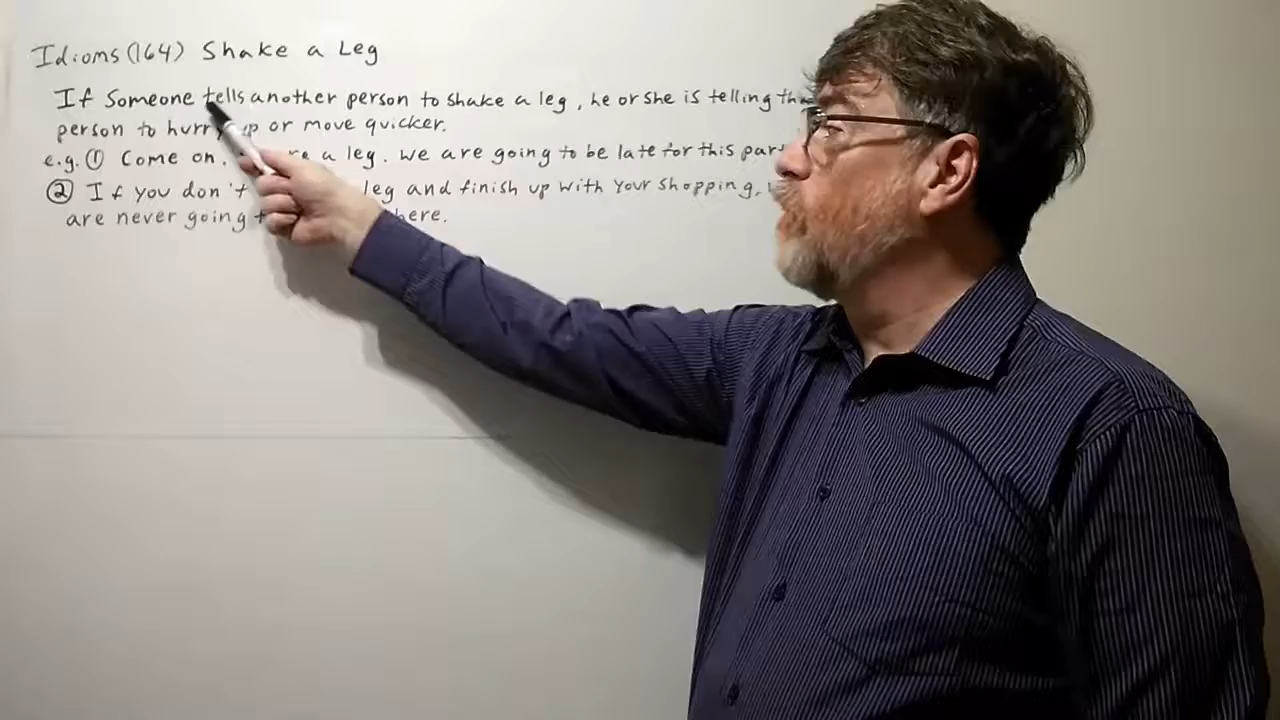 Idioms (164) Shake a Leg
If Someone tells another person to shake a leg, he or she is telling
person to hurry up or move quicker.
e.g. ① Come on, a leg. We are going to be late for this
② If you don't leg and finish up with your shopping,
are never going here.